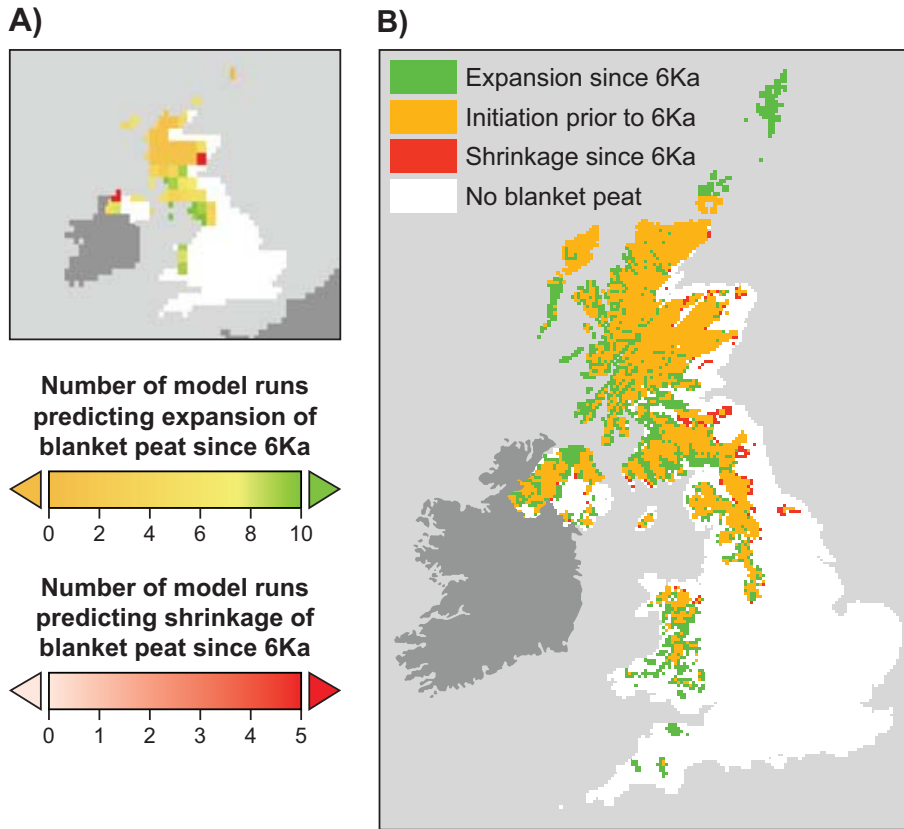 A)
B)
Expansion since 6Ka
Initiation prior to 6Ka
Shrinkage since 6Ka
No blanket peat
Number of model runs
predicting expansion of
blanket peat since 6Ka
0 2 4 6 8 10
Number of model runs
predicting shrinkage of
blanket peat since 6Ka
0 1 2 3 4 5